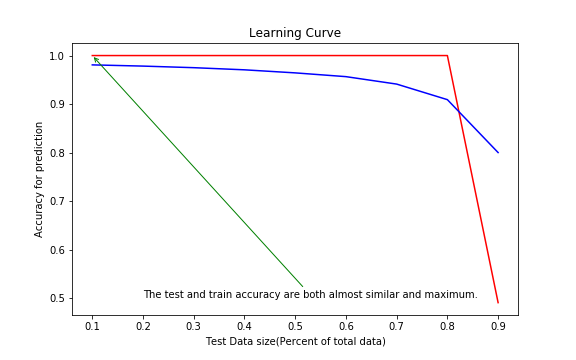 Learning Curve
1.0
0.9
0.8
0.7
0.6
0.5
Accuracy for prediction
The test and train accuracy are both almost similar and maximum.
0.1 0.2 0.3 0.4 0.5 0.6 0.7 0.8 0.9
Test Data size(Percent of total data)